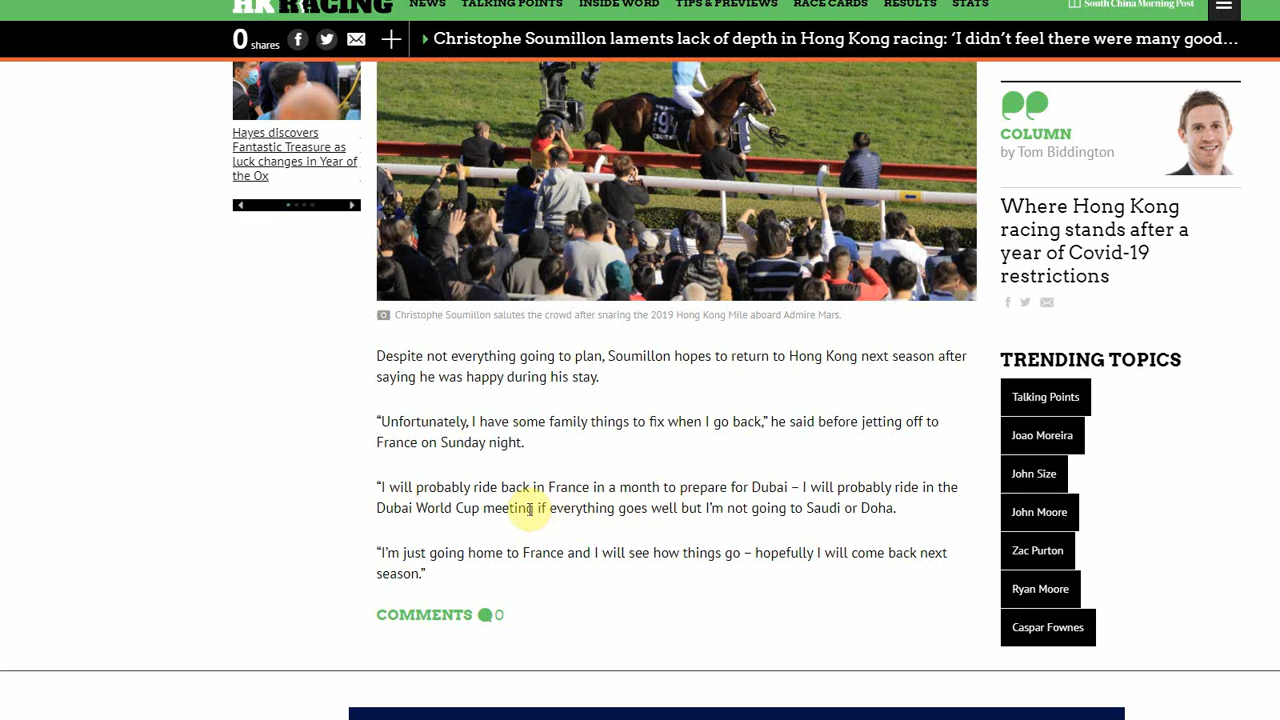 HK RACING
NEWS
TALKING POINTS
INSIDE WORD
TIPS & PREVIEWS
RACE CARDS
RESULTS
STATS
South China Morning Post
0 shares
Christophe Soumillon laments lack of depth in Hong Kong racing: ‘I didn’t feel there were many good...
Hayes discovers
Fantastic Treasure as
luck changes in Year of
the Ox
9
Christophe Soumillon salutes the crowd after snaring the 2019 Hong Kong Mile aboard Admire Mars.
Despite not everything going to plan, Soumillon hopes to return to Hong Kong next season after
saying he was happy during his stay.
“Unfortunately, I have some family things to fix when I go back,” he said before jetting off to
France on Sunday night.
“I will probably ride back in France in a month to prepare for Dubai – I will probably ride in the
Dubai World Cup meeting if everything goes well but I’m not going to Saudi or Doha.
“I’m just going home to France and I will see how things go – hopefully I will come back next
season.”
COMMENTS 0
COLUMN
by Tom Biddington
Where Hong Kong
racing stands after a
year of Covid-19
restrictions
TRENDING TOPICS
Talking Points
Joao Moreira
John Size
John Moore
Zac Purton
Ryan Moore
Caspar Fownes